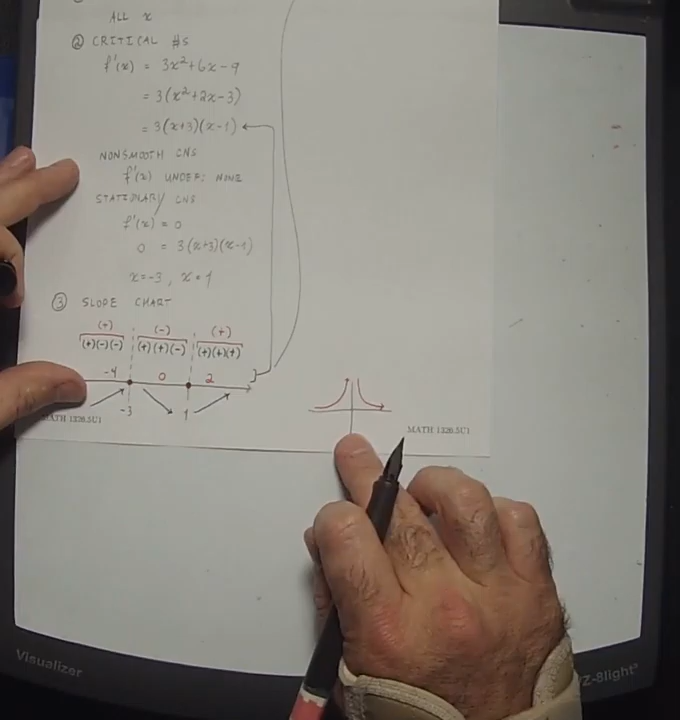 ALL x
② CRITICAL #S
f'(x) = 3x²+6x-9
= 3(x²+2x-3)
= 3(x+3)(x-1)
NONSMOOTH CNS
f'(x) UNDEF: NONE
STATIONARY CNS
f'(x) = 0
0 = 3(x+3)(x-1)
x=-3, x=1
③ SLOPE CHART
(+) (-) (+)
(+)(-)(-) (+)(+)(-) (+)(+)(+)
-4 0 2
-3 1
MATH 1326.5U1
MATH 1326.5U1
Visualizer
VZ-8light³